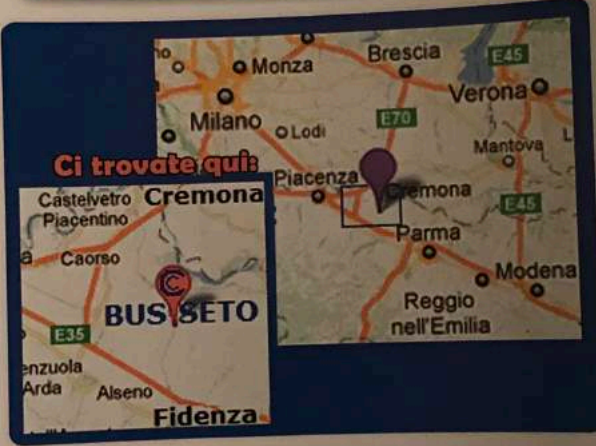 Brescia
E45
Monza
Verona
Milano
Lodi
E70
Mantova
Ci trovate qui:
Piacenza
Cremona
E45
Parma
Modena
Reggio
nell'Emilia
Castelvetro
Piacentino
Cremona
Caorso
C
BUSSETO
E35
enzuola
Arda
Alseno
Fidenza